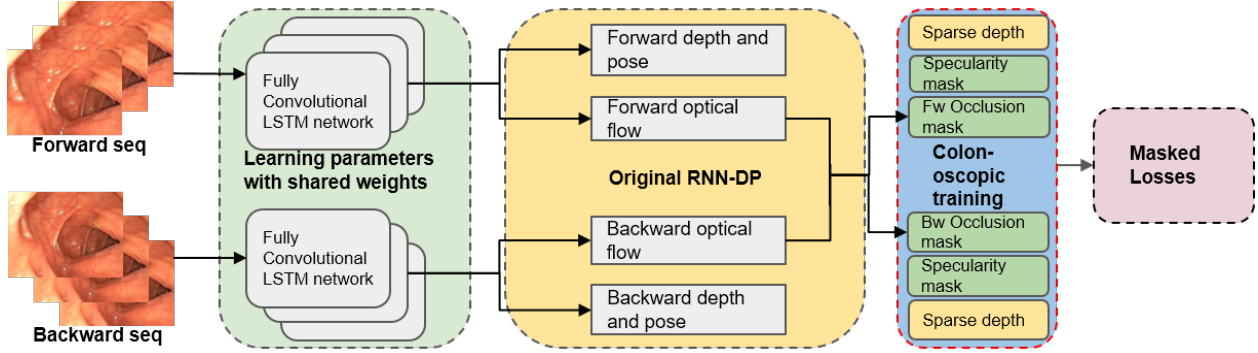 Forward seq
Backward seq
Fully
Convolutional
LSTM network
Learning parameters
with shared weights
Fully
Convolutional
LSTM network
Forward depth and
pose
Forward optical
flow
Original RNN-DP
Backward optical
flow
Backward depth
and pose
Sparse depth
Specularity
mask
Fw Occlusion
mask
Colon-
oscopic
training
Bw Occlusion
mask
Specularity
mask
Sparse depth
Masked
Losses